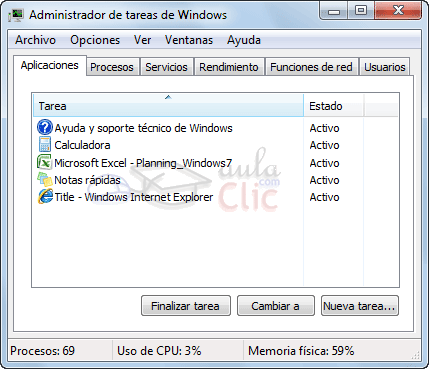 Administrador de tareas de Windows
Archivo Opciones Ver Ventanas Ayuda
Aplicaciones Procesos Servicios Rendimiento Funciones de red Usuarios
Tarea Estado
Ayuda y soporte técnico de Windows Activo
Calculadora Activo
Microsoft Excel - Planning_Windows7 Activo
Notas rápidas Activo
Title - Windows Internet Explorer Activo
aula
.com
Clic
Finalizar tarea Cambiar a Nueva tarea...
Procesos: 69 Uso de CPU: 3% Memoria física: 59%